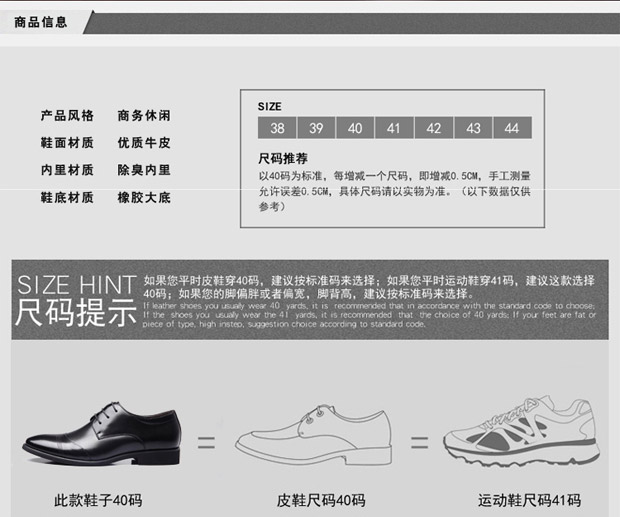 商品信息
产品风格 商务休闲
鞋面材质 优质牛皮
内里材质 除臭内里
鞋底材质 橡胶大底
SIZE
38 39 40 41 42 43 44
尺码推荐
以40码为标准，每增减一个尺码，即增减0.5CM，手工测量
允许误差0.5CM，具体尺码请以实物为准。（以下数据仅供
参考）
SIZE HINT
尺码提示
如果您平时皮鞋穿40码，建议按标准码来选择；如果您平时运动鞋穿41码，建议这款选择
40码；如果您的脚偏胖或者偏宽，脚背高，建议按标准码来选择。
If leather shoes you usually wear 40 yards, it is recommended that in accordance with the standard code to choose;
If the shoes you usually wear the 41 yards, it is recommended that the choice of 40 yards; If your feet are fat or
piece of type, high instep, suggestion choice according to standard code.
= =
此款鞋子40码 皮鞋尺码40码 运动鞋尺码41码